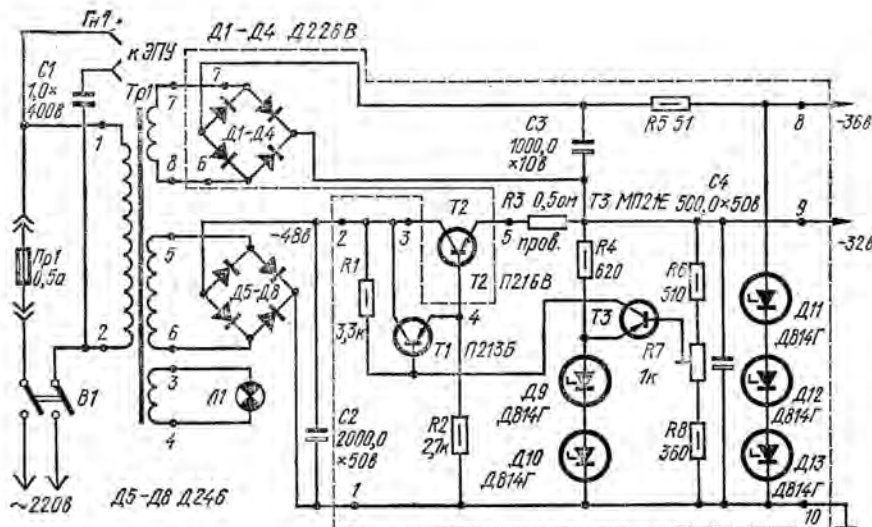 Гн1
+
Д1-Д4 Д226В
к ЭПУ
С1
1,0×
400в
Тр1
7
7
Д1-Д4
8
6
1
С3
1000,0
×10в
R5 51
8
-36в
Пр1
0,5а
5
-48в
2
3
Т2
R3 0,5ом
5
пров.
Т3 МП21Е
С4
500,0×50в
9
-32в
Д5-Д8
R1
3,3к
Т2 П216В
R4
620
R6
510
6
4
Т1
П213Б
Т3
R7
1к
Д11
Д814Г
2
В1
3
Л1
4
С2
2000,0
×50в
R2
2,7к
Д9
Д814Г
Д12
Д814Г
R8
360
Д10
Д814Г
Д13
Д814Г
~220в
Д5-Д8 Д246
1
10